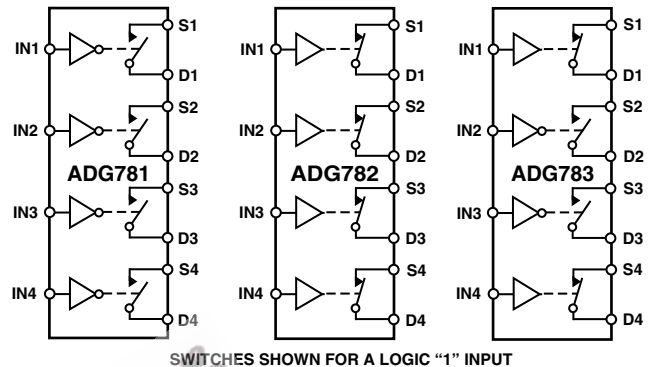 S1
S1
S1
IN1
IN1
IN1
D1
D1
D1
S2
S2
S2
IN2
IN2
IN2
D2
D2
D2
ADG781
ADG782
ADG783
S3
S3
S3
IN3
IN3
IN3
D3
D3
D3
S4
S4
S4
IN4
IN4
IN4
D4
D4
D4
SWITCHES SHOWN FOR A LOGIC “1” INPUT